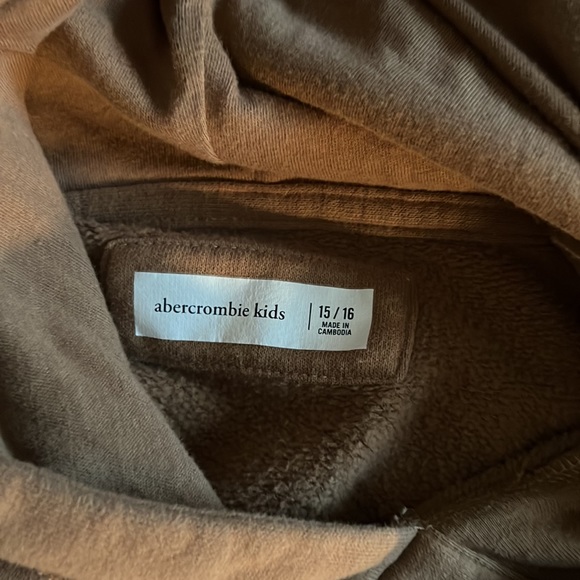 abercrombie kids
15 / 16
MADE IN
CAMBODIA